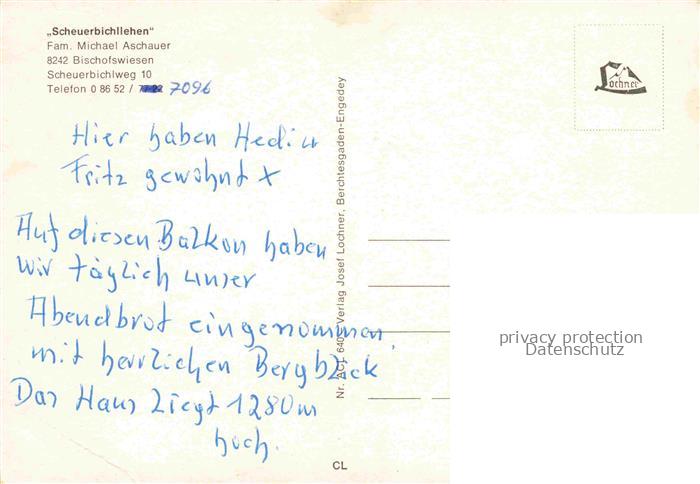 „Scheuerbichllehen"
Fam. Michael Aschauer
8242 Bischofswiesen
Scheuerbichlweg 10
Telefon 0 86 52 / 7096
Hier haben Hedi u
Fritz gewohnt x
Auf diesen Balkon haben
wir täglich unser
Abendbrot eingenommen,
mit herrlichen Bergblick
Das Haus liegt 1280m
hoch.
Verlag Josef Lochner, Berchtesgaden-Engedey
Lochner
CL
privacy protection
Datenschutz